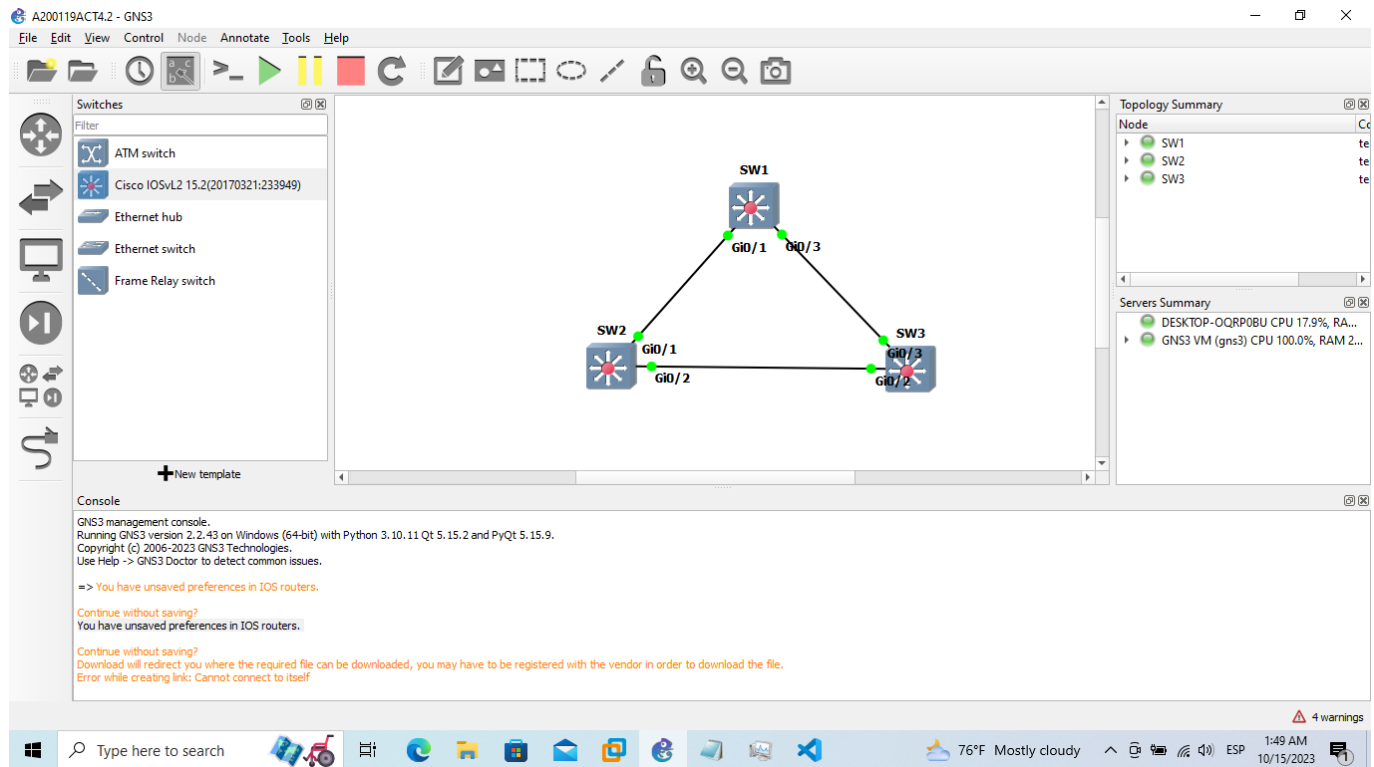 A200119ACT4.2 - GNS3
File Edit View Control Node Annotate Tools Help
Switches
Filter
ATM switch
Cisco IOSvL2 15.2(20170321:233949)
Ethernet hub
Ethernet switch
Frame Relay switch
New template
SW1
Gi0/1
Gi0/3
SW2
Gi0/1
Gi0/2
SW3
Gi0/3
Gi0/2
Topology Summary
Node
SW1 te
SW2 te
SW3 te
Servers Summary
DESKTOP-OQRP0BU CPU 17.9%, RA...
GNS3 VM (gns3) CPU 100.0%, RAM 2...
Console
GNS3 management console.
Running GNS3 version 2.2.43 on Windows (64-bit) with Python 3.10.11 Qt 5.15.2 and PyQt 5.15.9.
Copyright (c) 2006-2023 GNS3 Technologies.
Use Help -> GNS3 Doctor to detect common issues.
=> You have unsaved preferences in IOS routers.
Continue without saving?
You have unsaved preferences in IOS routers.
Continue without saving?
Download will redirect you where the required file can be downloaded, you may have to be registered with the vendor in order to download the file.
Error while creating link: Cannot connect to itself
4 warnings
Type here to search
76°F Mostly cloudy
ESP
1:49 AM
10/15/2023
1